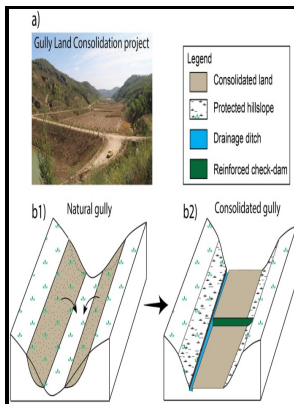 a)
Gully Land Consolidation project
Legend
Consolidated land
Protected hillslope
Drainage ditch
Reinforced check-dam
b1) Natural gully
b2) Consolidated gully